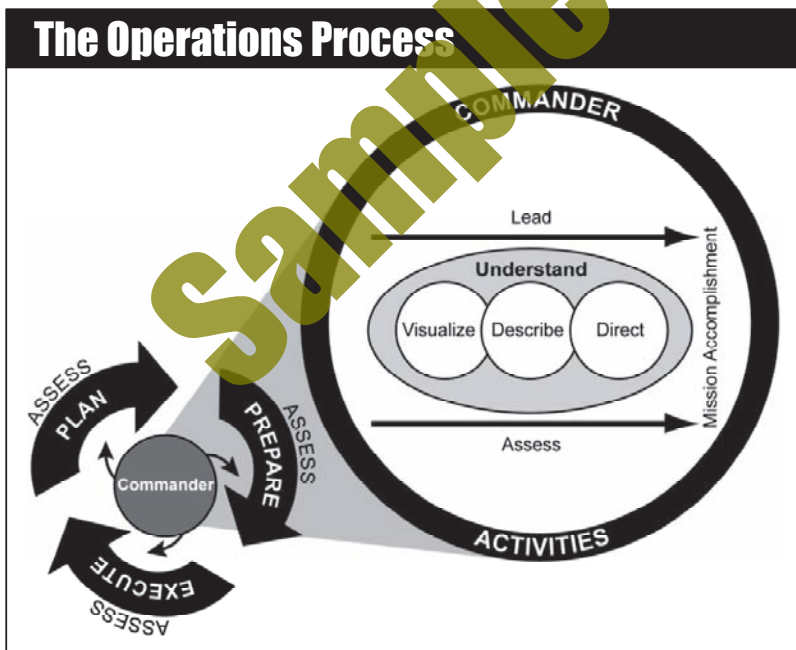 The Operations Process
Sample
COMMANDER
Lead
Understand
Visualize
Describe
Direct
Mission Accomplishment
Assess
ACTIVITIES
ASSESS
PLAN
Commander
PREPARE
ASSESS
EXECUTE
ASSESS